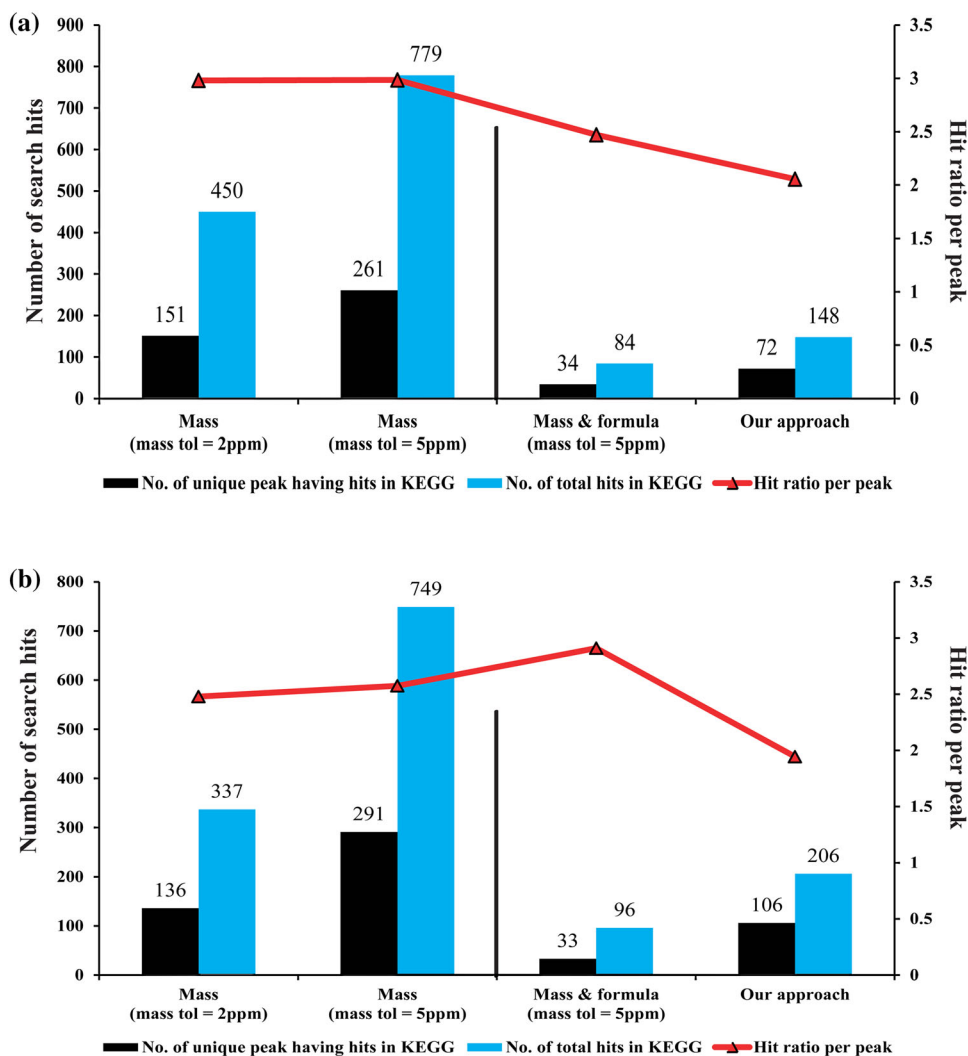 (a)
Number of search hits
900
800
700
600
500
400
300
200
100
0
151
450
261
779
34
84
72
148
3.5
3
2.5
2
1.5
1
0.5
0
Hit ratio per peak
Mass
(mass tol = 2ppm)
Mass
(mass tol = 5ppm)
Mass & formula
(mass tol = 5ppm)
Our approach
No. of unique peak having hits in KEGG No. of total hits in KEGG Hit ratio per peak
(b)
Number of search hits
800
700
600
500
400
300
200
100
0
136
337
291
749
33
96
106
206
3.5
3
2.5
2
1.5
1
0.5
0
Hit ratio per peak
Mass
(mass tol = 2ppm)
Mass
(mass tol = 5ppm)
Mass & formula
(mass tol = 5ppm)
Our approach
No. of unique peak having hits in KEGG No. of total hits in KEGG Hit ratio per peak